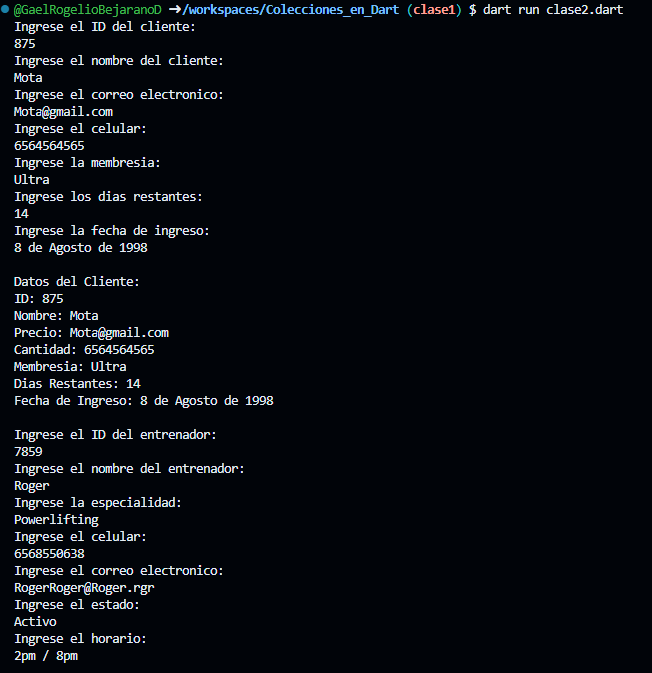 @GaelRogelioBejaranoD ➜/workspaces/Colecciones_en_Dart (clase1) $ dart run clase2.dart
Ingrese el ID del cliente:
875
Ingrese el nombre del cliente:
Mota
Ingrese el correo electronico:
Mota@gmail.com
Ingrese el celular:
6564564565
Ingrese la membresia:
Ultra
Ingrese los dias restantes:
14
Ingrese la fecha de ingreso:
8 de Agosto de 1998

Datos del Cliente:
ID: 875
Nombre: Mota
Precio: Mota@gmail.com
Cantidad: 6564564565
Membresia: Ultra
Dias Restantes: 14
Fecha de Ingreso: 8 de Agosto de 1998

Ingrese el ID del entrenador:
7859
Ingrese el nombre del entrenador:
Roger
Ingrese la especialidad:
Powerlifting
Ingrese el celular:
6568550638
Ingrese el correo electronico:
RogerRoger@Roger.rgr
Ingrese el estado:
Activo
Ingrese el horario:
2pm / 8pm